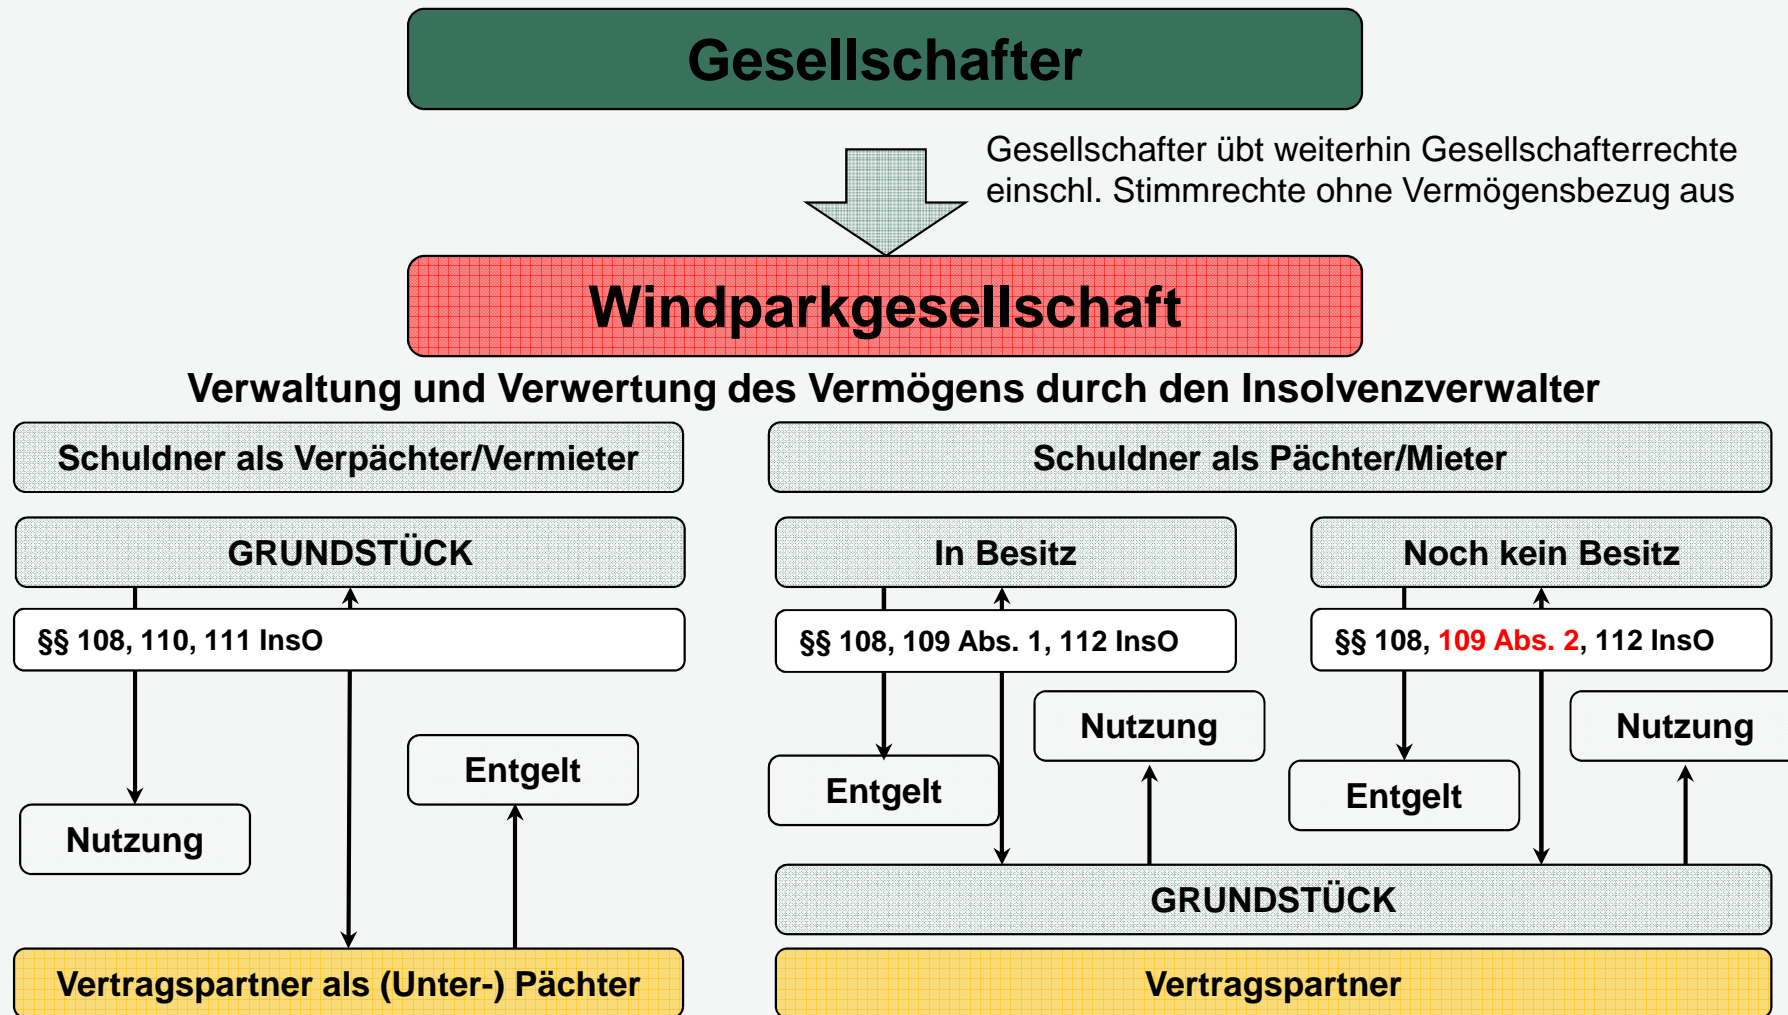 Gesellschafter
Gesellschafter übt weiterhin Gesellschafterrechte
einschl. Stimmrechte ohne Vermögensbezug aus
Windparkgesellschaft
Verwaltung und Verwertung des Vermögens durch den Insolvenzverwalter
Schuldner als Verpächter/Vermieter
GRUNDSTÜCK
§§ 108, 110, 111 InsO
Entgelt
Nutzung
Vertragspartner als (Unter-) Pächter
Schuldner als Pächter/Mieter
In Besitz
§§ 108, 109 Abs. 1, 112 InsO
Nutzung
Entgelt
Noch kein Besitz
§§ 108, 109 Abs. 2, 112 InsO
Nutzung
Entgelt
GRUNDSTÜCK
Vertragspartner